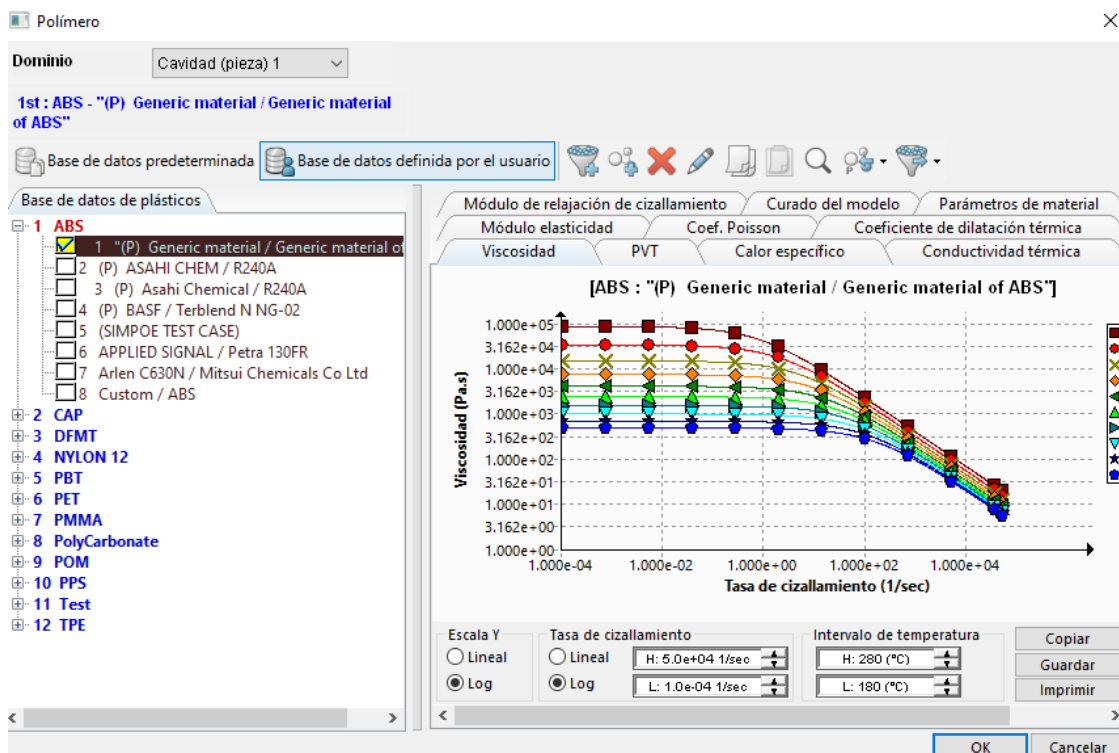 Polímero
Dominio
Cavidad (pieza) 1
1st : ABS - "(P) Generic material / Generic material
of ABS"
Base de datos predeterminada
Base de datos definida por el usuario
Base de datos de plásticos
1 ABS
1 "(P) Generic material / Generic material of
2 (P) ASAHI CHEM / R240A
3 (P) Asahi Chemical / R240A
4 (P) BASF / Terblend N NG-02
5 (SIMPOE TEST CASE)
6 APPLIED SIGNAL / Petra 130FR
7 Arlen C630N / Mitsui Chemicals Co Ltd
8 Custom / ABS
2 CAP
3 DFMT
4 NYLON 12
5 PBT
6 PET
7 PMMA
8 PolyCarbonate
9 POM
10 PPS
11 Test
12 TPE
Módulo de relajación de cizallamiento
Curado del modelo
Parámetros de material
Módulo elasticidad
Coef. Poisson
Coeficiente de dilatación térmica
Viscosidad
PVT
Calor específico
Conductividad térmica
[ABS : "(P) Generic material / Generic material of ABS"]
Viscosidad (Pa.s)
1.000e+05
3.162e+04
1.000e+04
3.162e+03
1.000e+03
3.162e+02
1.000e+02
3.162e+01
1.000e+01
3.162e+00
1.000e+00
1.000e-04
1.000e-02
1.000e+00
1.000e+02
1.000e+04
Tasa de cizallamiento (1/sec)
Escala Y
Lineal
Log
Tasa de cizallamiento
Lineal
H: 5.0e+04 1/sec
Log
L: 1.0e-04 1/sec
Intervalo de temperatura
H: 280 (°C)
L: 180 (°C)
Copiar
Guardar
Imprimir
OK
Cancelar